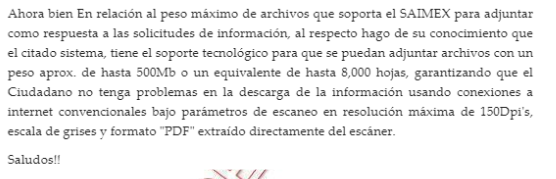 Ahora bien En relación al peso máximo de archivos que soporta el SAIMEX para adjuntar
como respuesta a las solicitudes de información, al respecto hago de su conocimiento que
el citado sistema, tiene el soporte tecnológico para que se puedan adjuntar archivos con un
peso aprox. de hasta 500Mb o un equivalente de hasta 8,000 hojas, garantizando que el
Ciudadano no tenga problemas en la descarga de la información usando conexiones a
internet convencionales bajo parámetros de escaneo en resolución máxima de 150Dpi's,
escala de grises y formato "PDF" extraído directamente del escáner.
Saludos!!